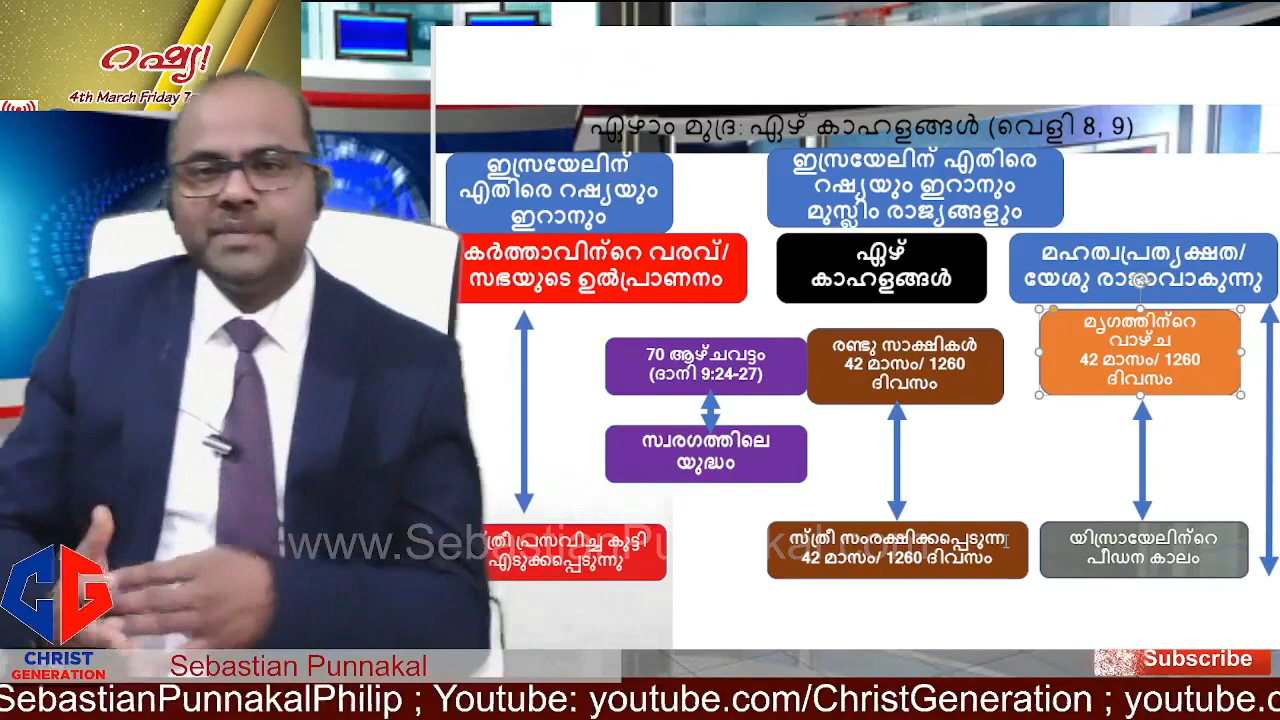 റഷ്യ!
4th March Friday 7
ഏഴാം മുദ്ര: ഏഴ് കാഹളങ്ങൾ (വെളി 8, 9)
ഇസ്രയേലിന്
എതിരെ റഷ്യയും
ഇറാനും
ഇസ്രയേലിന് എതിരെ
റഷ്യയും ഇറാനും
മുസ്ലിം രാജ്യങ്ങളും
കർത്താവിന്റെ വരവ്/
സഭയുടെ ഉൽപ്രാണനം
ഏഴ്
കാഹളങ്ങൾ
മഹത്വപ്രത്യക്ഷത/
യേശു രാജാവാകുന്നു
70 ആഴ്ചവട്ടം
(ദാനി 9:24-27)
രണ്ടു സാക്ഷികൾ
42 മാസം/ 1260
ദിവസം
മൃഗത്തിന്റെ
വാഴ്ച
42 മാസം/ 1260
ദിവസം
സ്വരഗത്തിലെ
യുദ്ധം
ത്രീ പ്രസവിച്ച കുട്ടി
എടുക്കപ്പെടുന്നു
സ്ത്രീ സംരക്ഷിക്കപ്പെടുന്ന
42 മാസം/ 1260 ദിവസം
യിസ്രായേലിന്റെ
പീഡന കാലം
CG
CHRIST
GENERATION
Sebastian Punnakal
Subscribe
SebastianPunnakalPhilip ; Youtube: youtube.com/ChristGeneration ; youtube.c